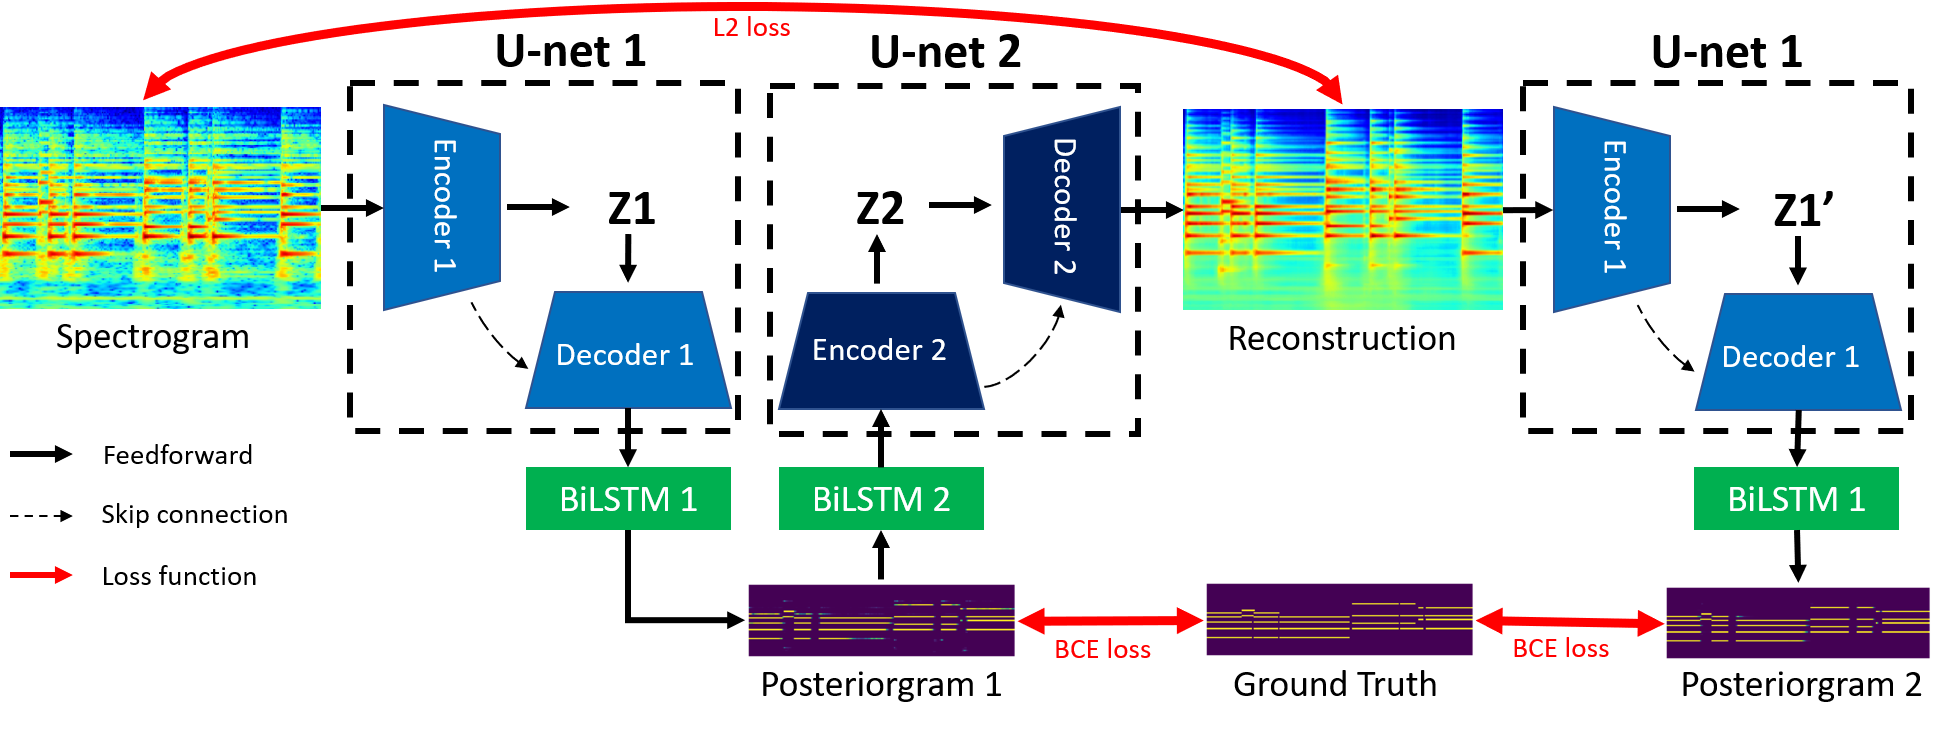 L2 loss
U-net 1
U-net 2
U-net 1
Encoder 1
Z1
Decoder 1
Z2
Encoder 2
Decoder 2
Encoder 1
Z1’
Decoder 1
Spectrogram
Reconstruction
Feedforward
Skip connection
Loss function
BiLSTM 1
BiLSTM 2
BiLSTM 1
BCE loss
BCE loss
Posteriorgram 1
Ground Truth
Posteriorgram 2